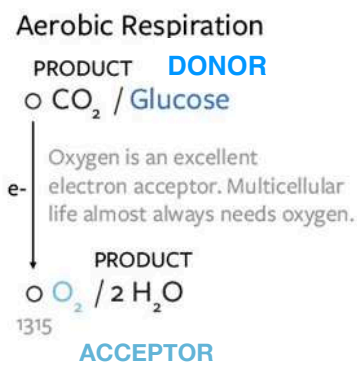 Aerobic Respiration
PRODUCT DONOR
CO₂ / Glucose
Oxygen is an excellent
e- electron acceptor. Multicellular
life almost always needs oxygen.
PRODUCT
O₂ / 2 H₂O
1315
ACCEPTOR